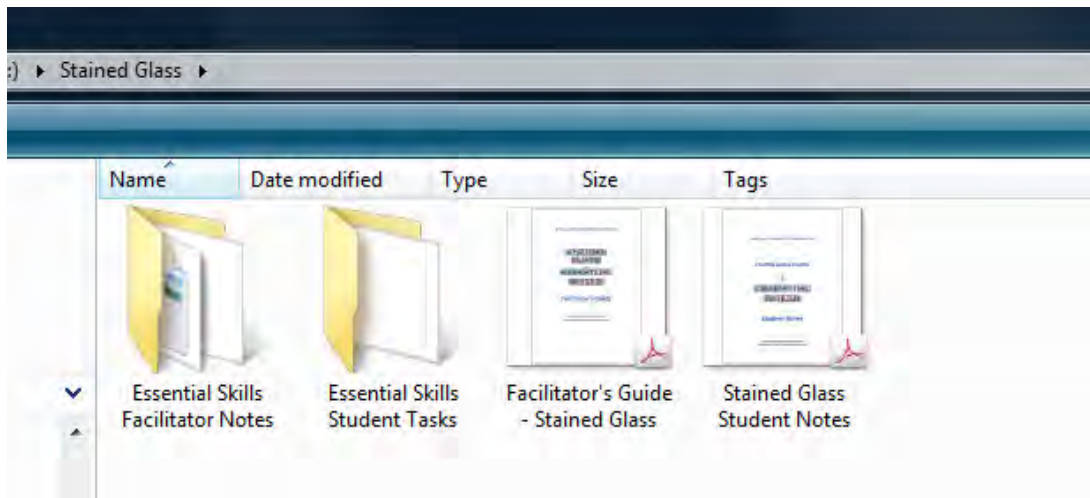 :) ▸ Stained Glass ▸
Name Date modified Type Size Tags
Essential Skills
Facilitator Notes
Essential Skills
Student Tasks
Facilitator's Guide
- Stained Glass
Stained Glass
Student Notes